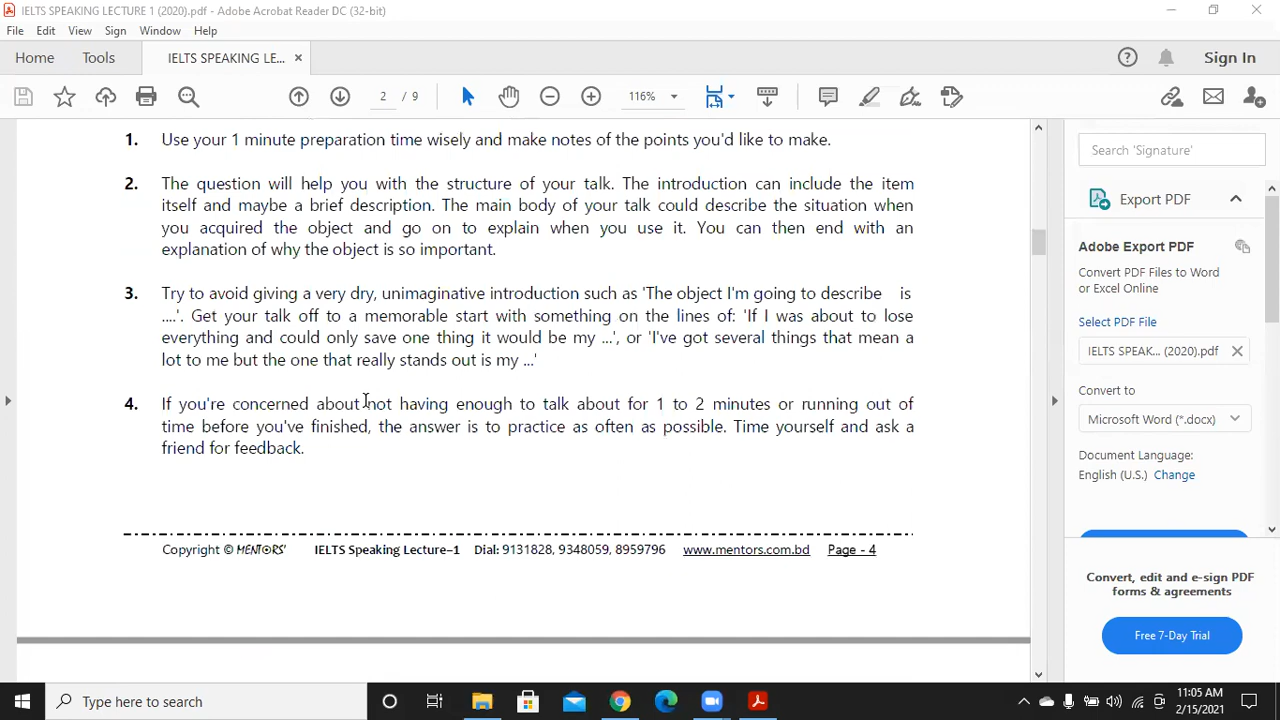 IELTS SPEAKING LECTURE 1 (2020).pdf - Adobe Acrobat Reader DC (32-bit)
File Edit View Sign Window Help
Home Tools IELTS SPEAKING LE... × Sign In
2 / 9 116%
1. Use your 1 minute preparation time wisely and make notes of the points you'd like to make.
2. The question will help you with the structure of your talk. The introduction can include the item
itself and maybe a brief description. The main body of your talk could describe the situation when
you acquired the object and go on to explain when you use it. You can then end with an
explanation of why the object is so important.
3. Try to avoid giving a very dry, unimaginative introduction such as 'The object I'm going to describe is
....'. Get your talk off to a memorable start with something on the lines of: 'If I was about to lose
everything and could only save one thing it would be my ...', or 'I've got several things that mean a
lot to me but the one that really stands out is my ...'
4. If you're concerned about not having enough to talk about for 1 to 2 minutes or running out of
time before you've finished, the answer is to practice as often as possible. Time yourself and ask a
friend for feedback.
Copyright © MENTORS' IELTS Speaking Lecture–1 Dial: 9131828, 9348059, 8959796 www.mentors.com.bd Page - 4
Search 'Signature'
Export PDF
Adobe Export PDF
Convert PDF Files to Word
or Excel Online
Select PDF File
IELTS SPEAK... (2020).pdf ×
Convert to
Microsoft Word (*.docx)
Document Language:
English (U.S.) Change
Convert, edit and e-sign PDF
forms & agreements
Free 7-Day Trial
Type here to search
11:05 AM
2/15/2021